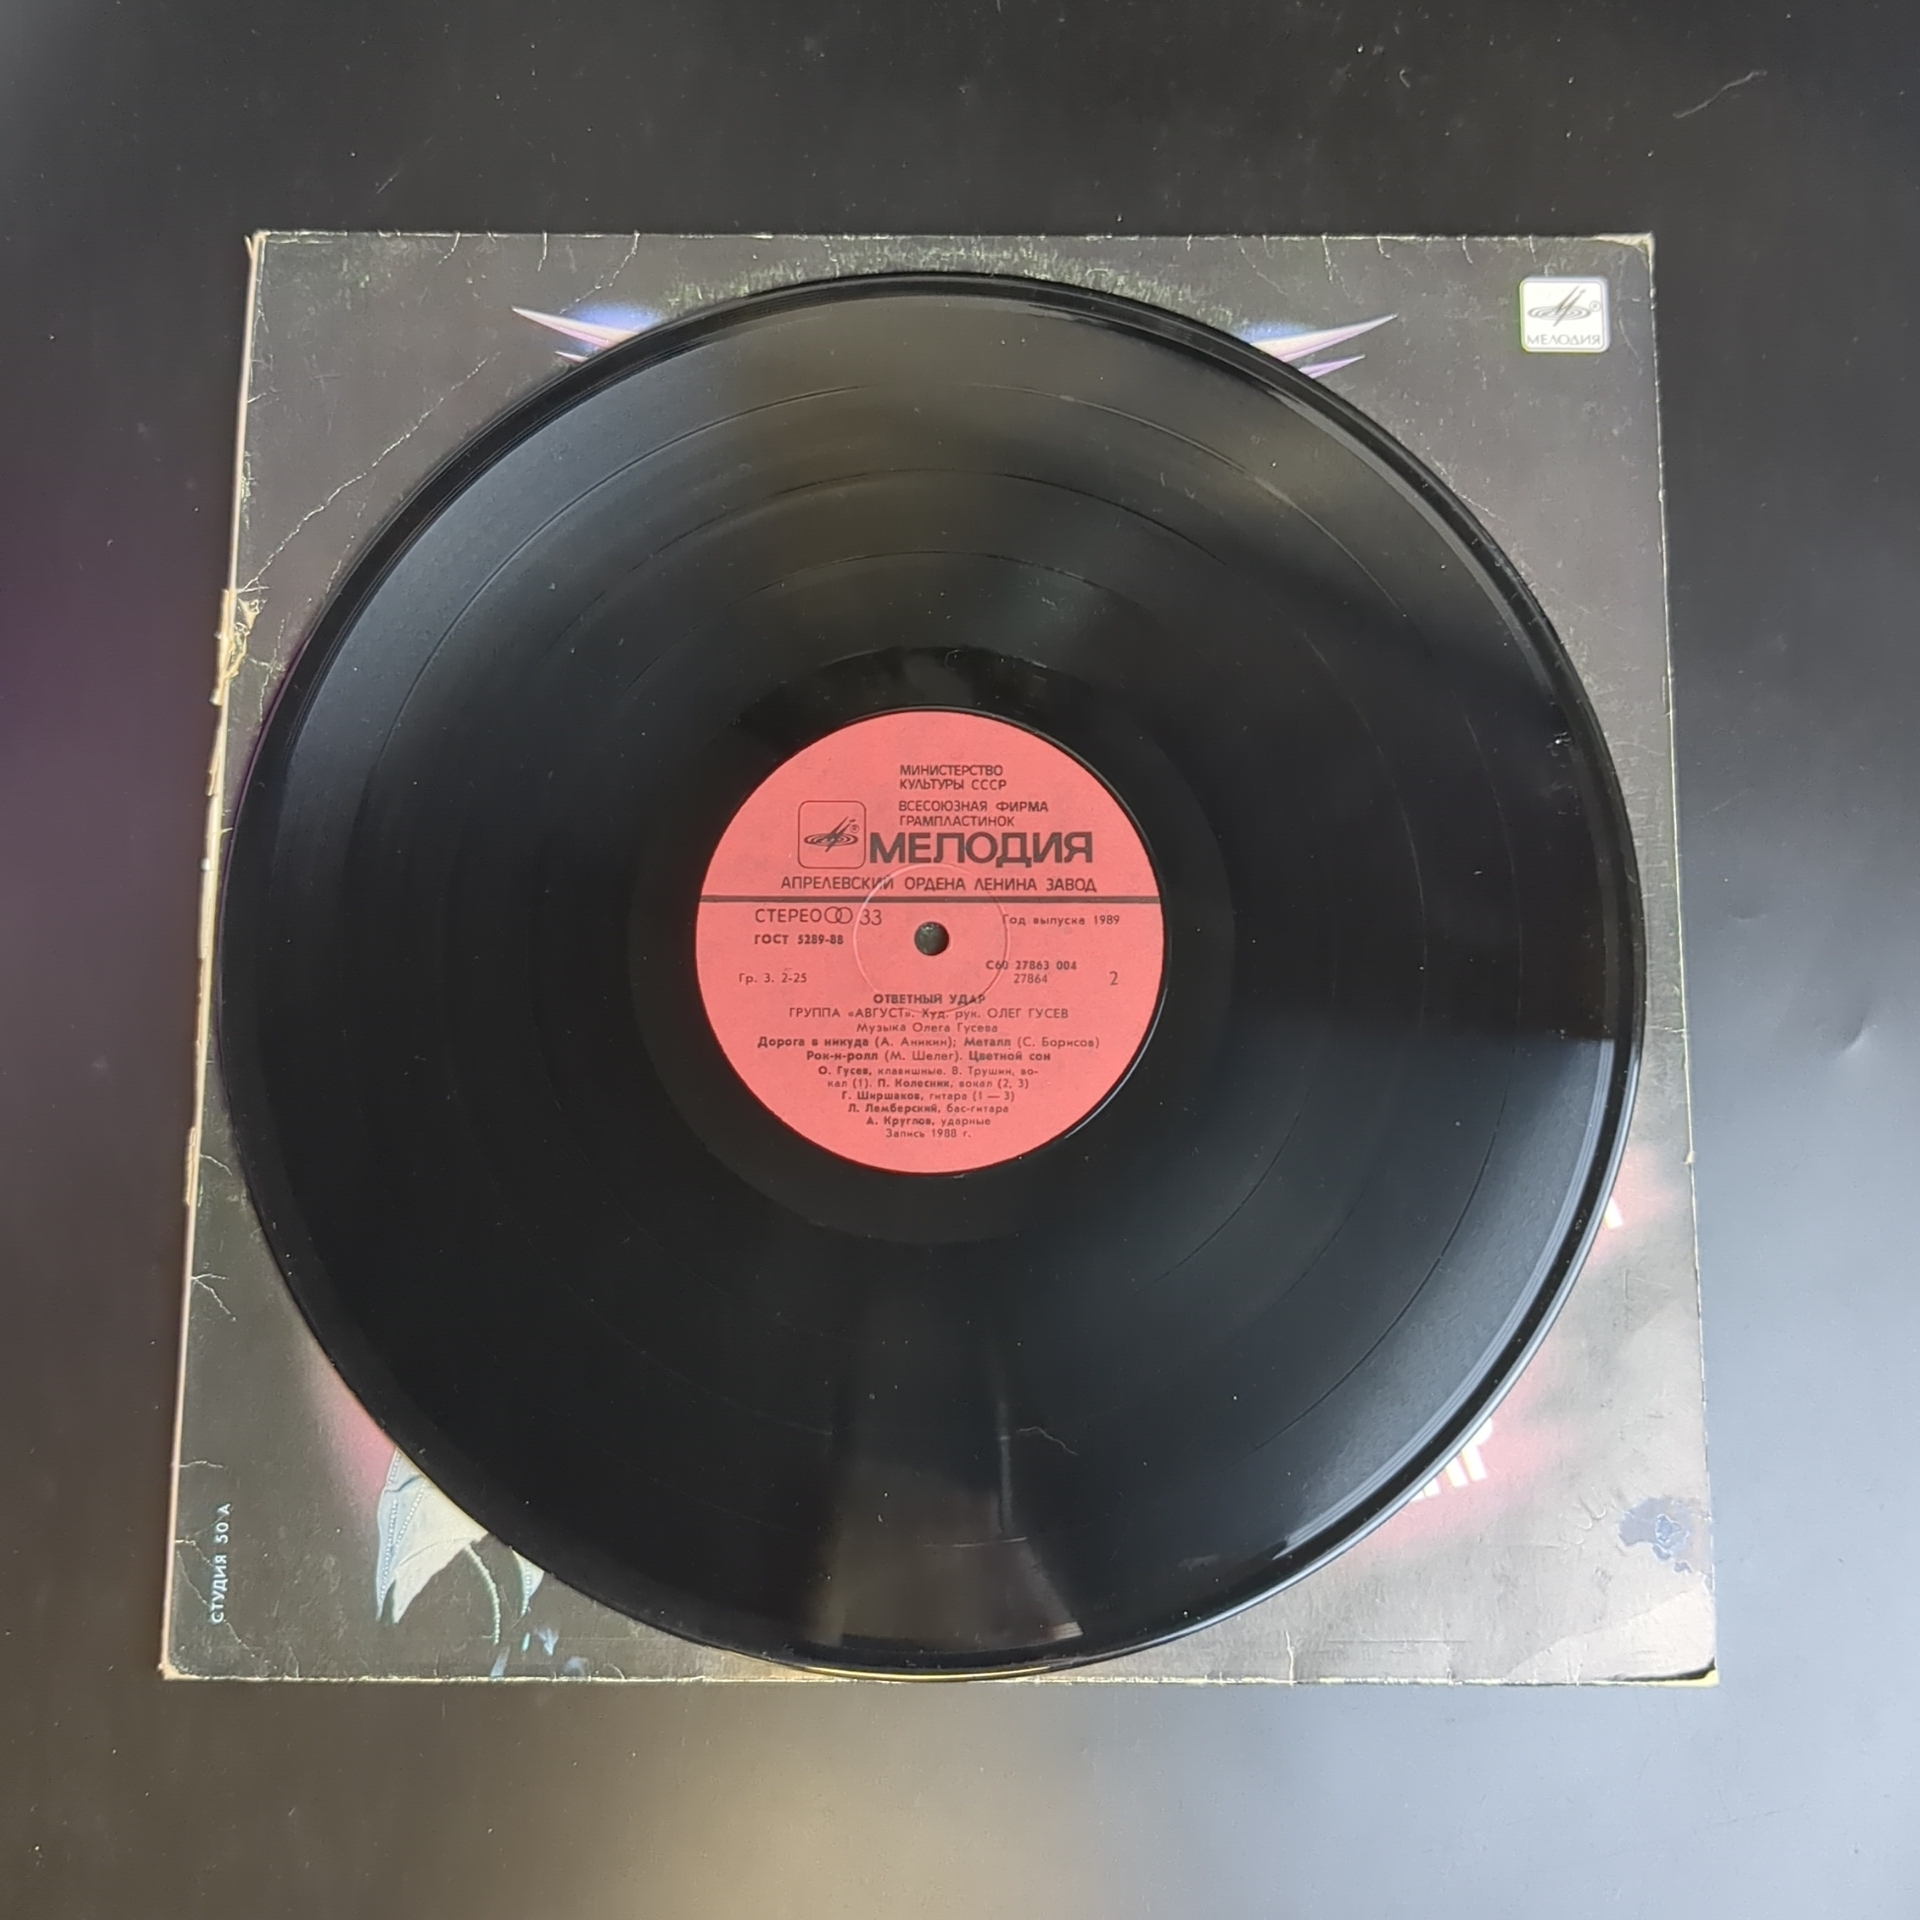 МЕЛОДИЯ
МИНИСТЕРСТВО
КУЛЬТУРЫ СССР
ВСЕСОЮЗНАЯ ФИРМА
ГРАМПЛАСТИНОК
МЕЛОДИЯ
АПРЕЛЕВСКИЙ ОРДЕНА ЛЕНИНА ЗАВОД
СТЕРЕО 33
Год выпуска 1989
ГОСТ 5289-88
С60 27863 004
Гр. 3. 2-25
27864
2
ОТВЕТНЫЙ УДАР
ГРУППА «АВГУСТ». Худ. рук. ОЛЕГ ГУСЕВ
Музыка Олега Гусева
Дорога в никуда (А. Аникин); Металл (С. Борисов)
Рок-н-ролл (М. Шелег). Цветной сон
О. Гусев, клавишные. В. Трушин, во-
кал (1). П. Колесник, вокал (2, 3)
Г. Ширшаков, гитара (1 — 3)
Л. Лемберский, бас-гитара
А. Круглов, ударные
Запись 1988 г.
СТУДИЯ 50 А